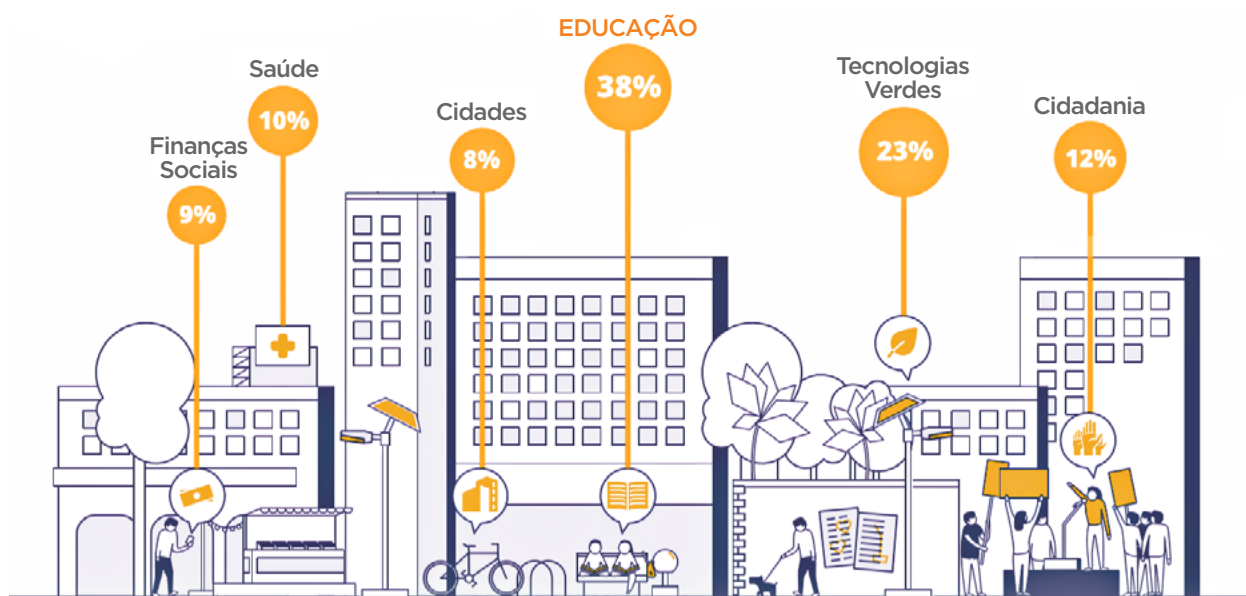 Finanças
Sociais
9%
Saúde
10%
Cidades
8%
EDUCAÇÃO
38%
Tecnologias
Verdes
23%
Cidadania
12%